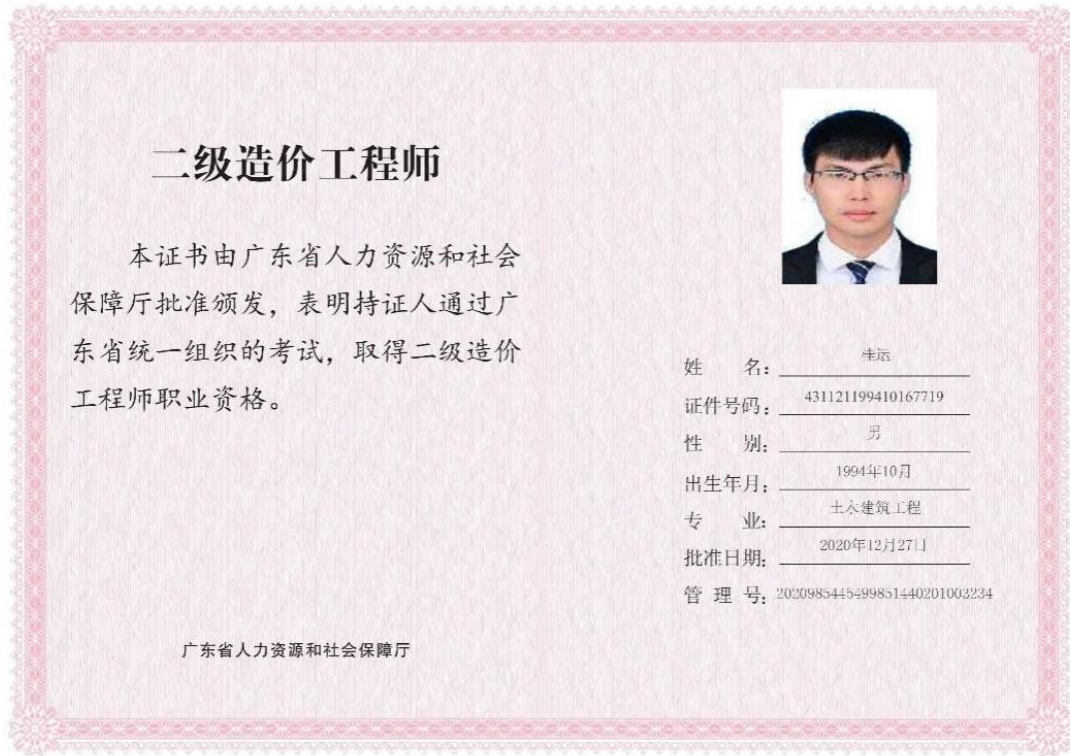 二级造价工程师
本证书由广东省人力资源和社会
保障厅批准颁发，表明持证人通过广
东省统一组织的考试，取得二级造价
工程师职业资格。
广东省人力资源和社会保障厅
姓 名：桂运
证件号码：431121199410167719
性 别：男
出生年月：1994年10月
专 业：土木建筑工程
批准日期：2020年12月27日
管 理 号：2020985445499851440201003234